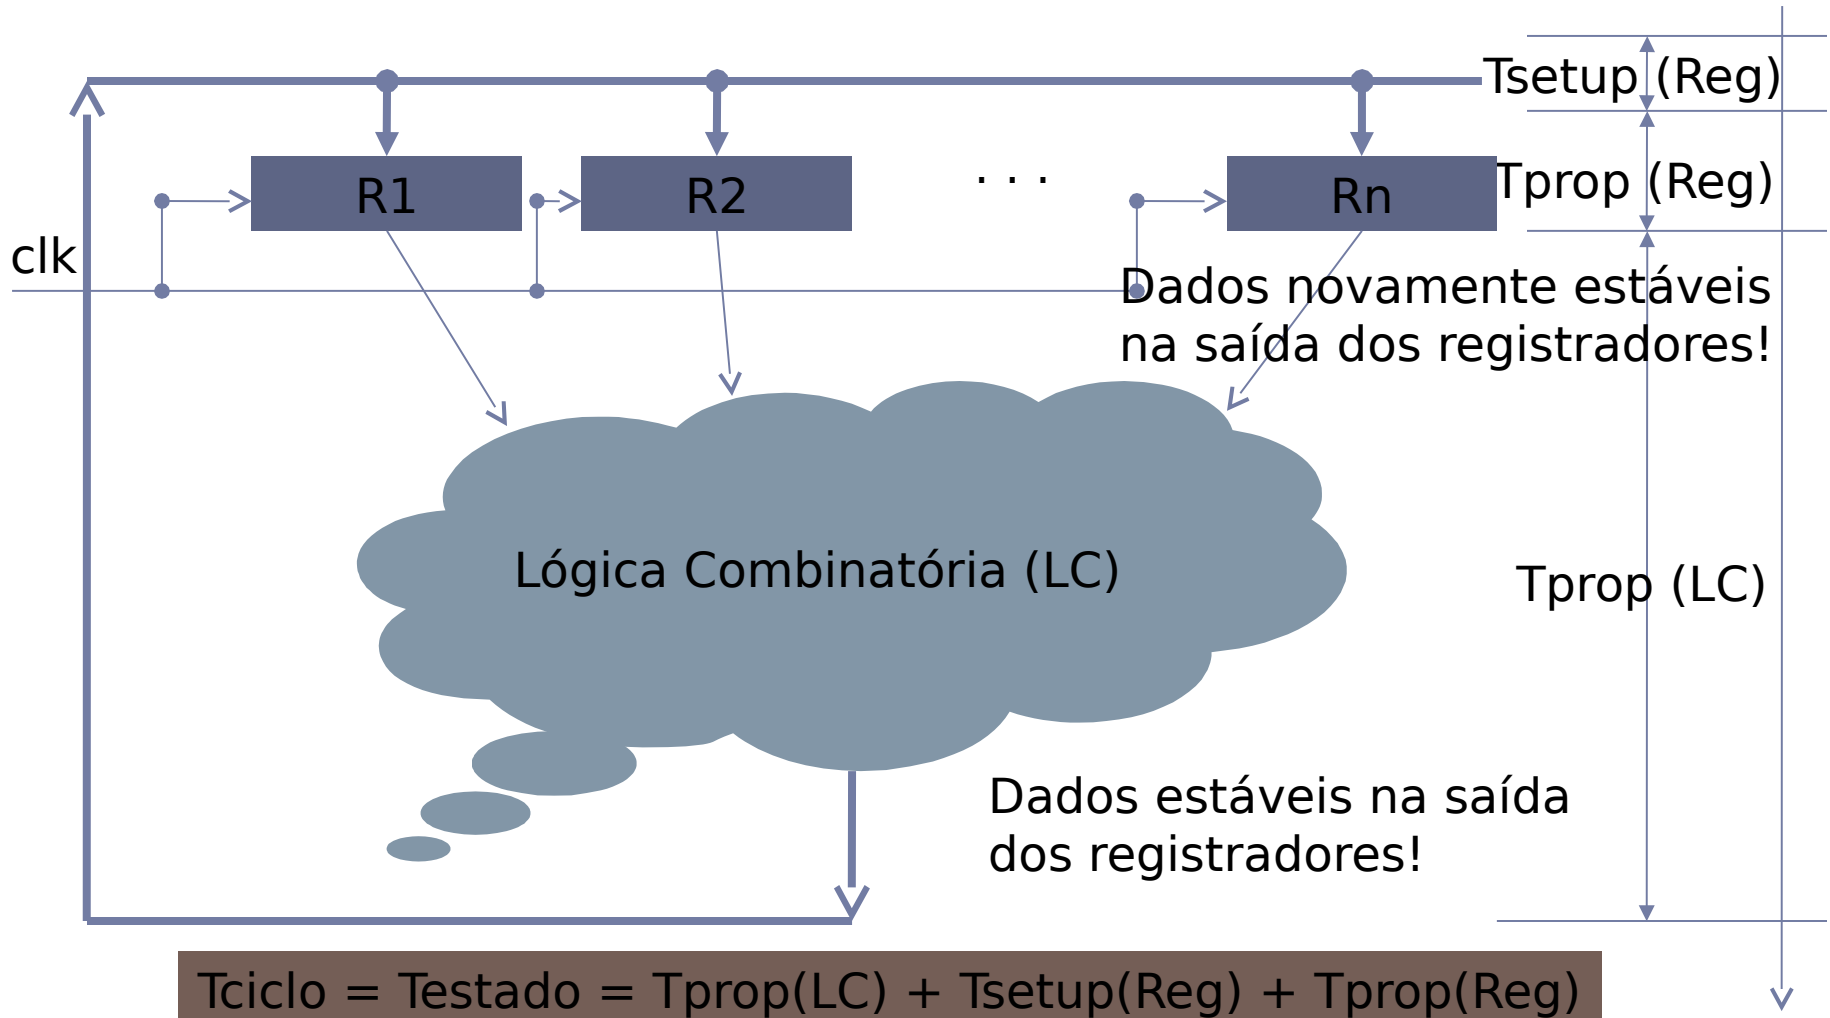 Tsetup (Reg)
R1
R2
. . .
Rn
Tprop (Reg)
clk
Dados novamente estáveis
na saída dos registradores!
Lógica Combinatória (LC)
Tprop (LC)
Dados estáveis na saída
dos registradores!
Tciclo = Testado = Tprop(LC) + Tsetup(Reg) + Tprop(Reg)